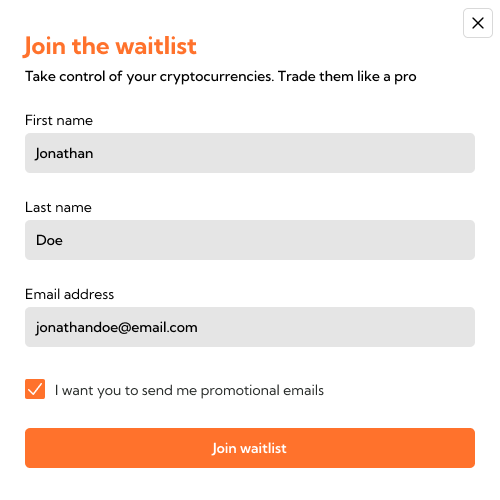 Join the waitlist
Take control of your cryptocurrencies. Trade them like a pro
First name
Jonathan
Last name
Doe
Email address
jonathandoe@email.com
I want you to send me promotional emails
Join waitlist